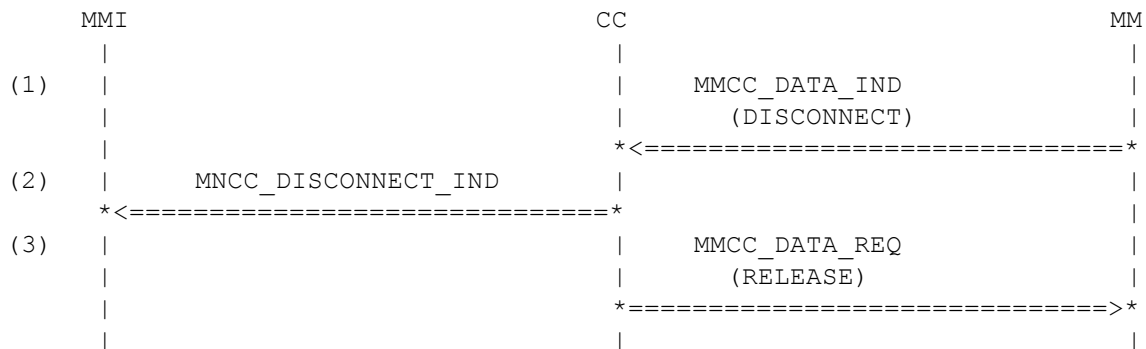 MMI CC MM
| | |
(1) | | MMCC_DATA_IND |
| | (DISCONNECT) |
| *<==============================*
(2) | MNCC_DISCONNECT_IND | |
*<==============================* |
(3) | | MMCC_DATA_REQ |
| | (RELEASE) |
| *==============================>*
| | |